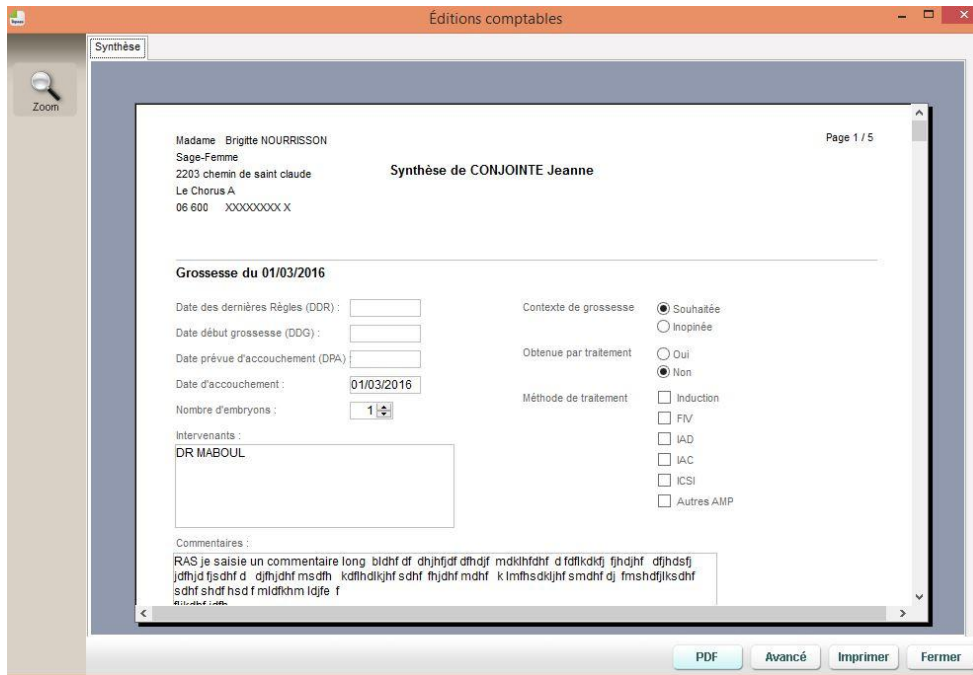 Éditions comptables
Synthèse
Zoom
Madame Brigitte NOURRISSON
Page 1 / 5
Sage-Femme
2203 chemin de saint claude
Synthèse de CONJOINTE Jeanne
Le Chorus A
06 600 XXXXXXXX X
Grossesse du 01/03/2016
Date des dernières Règles (DDR) :
Date début grossesse (DDG) :
Date prévue d'accouchement (DPA) :
Date d'accouchement : 01/03/2016
Nombre d'embryons : 1
Intervenants :
DR MABOUL
Contexte de grossesse
Souhaitée
Inopinée
Obtenue par traitement
Oui
Non
Méthode de traitement
Induction
FIV
IAD
IAC
ICSI
Autres AMP
Commentaires :
RAS je saisie un commentaire long bldhf df dhjhfjdf dfhdjf mdklhfdhf d fdflkdkfj fjhdjhf dfjhdsfj
jdfhjd fjsdhf d djfhjdhf msdfh kdflhdlkjhf sdhf fhjdhf mdhf k lmfhsdkljhf smdhf dj fmshdfjlksdhf
sdhf shdf hsd f mldfkhm ldjfe f
PDF
Avancé
Imprimer
Fermer